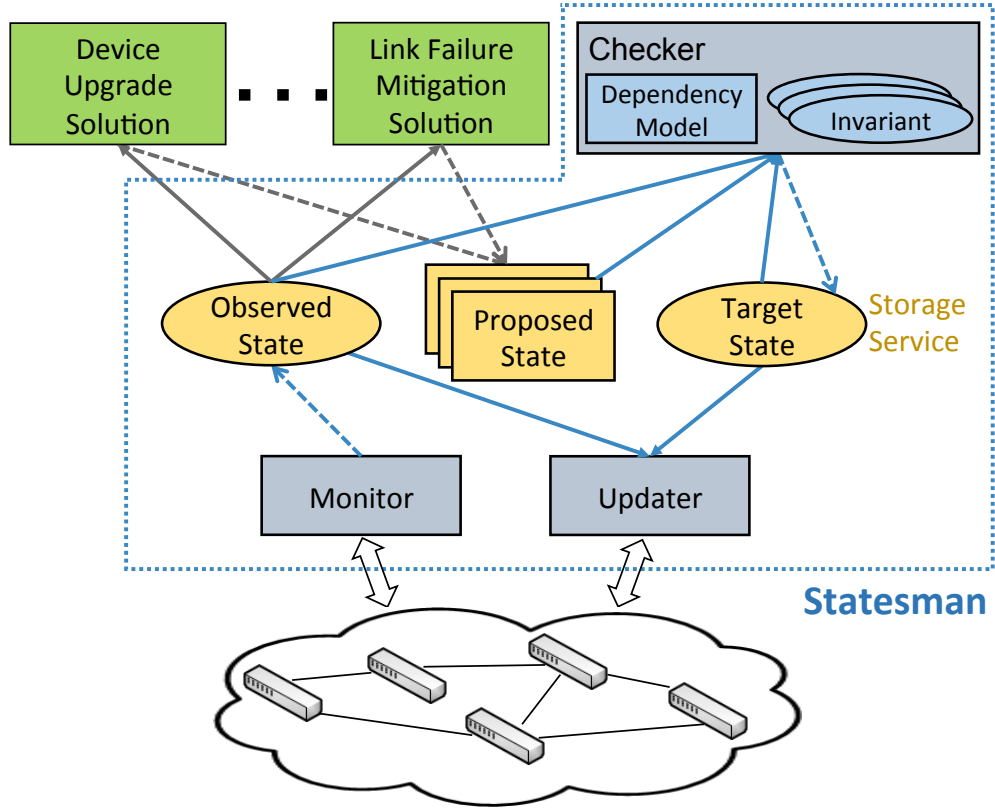 Device
Upgrade
Solution
Link Failure
Mitigation
Solution
Checker
Dependency
Model
Invariant
Observed
State
Proposed
State
Target
State
Storage
Service
Monitor
Updater
Statesman